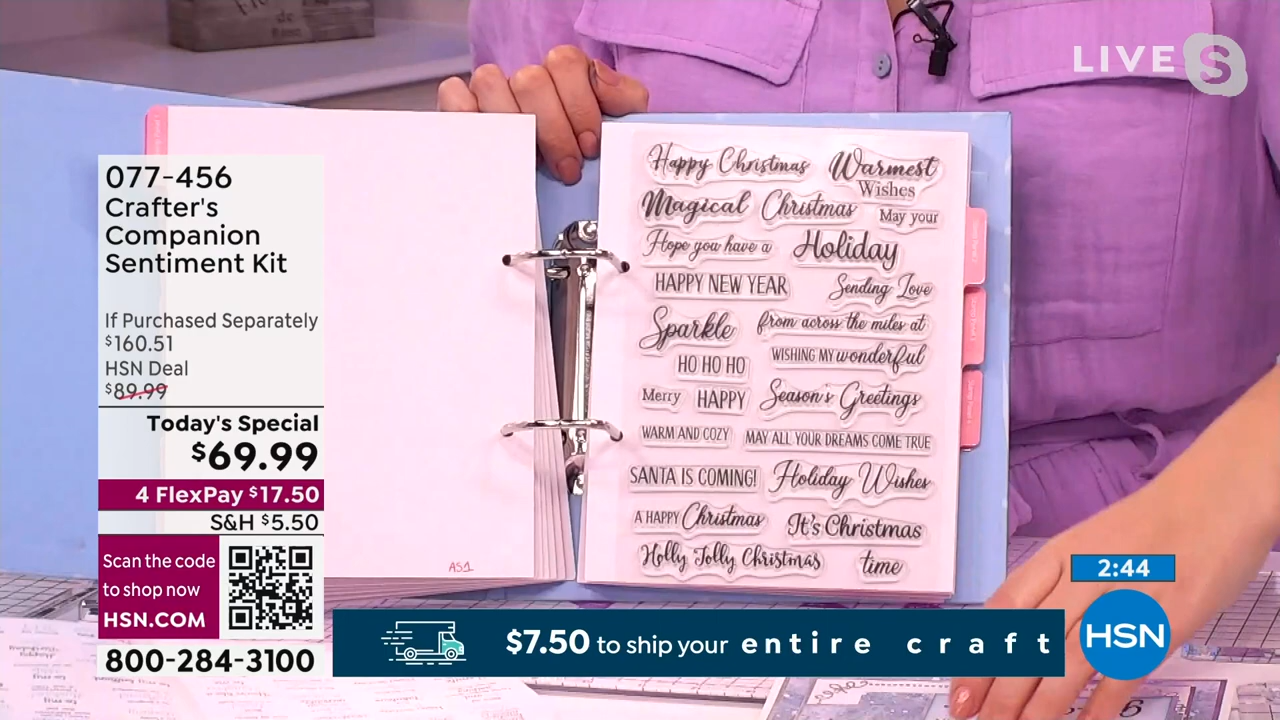 LIVE S
077-456
Crafter's
Companion
Sentiment Kit
If Purchased Separately
$160.51
HSN Deal
$89.99
Today's Special
$69.99
4 FlexPay $17.50
S&H $5.50
Scan the code
to shop now
HSN.COM
800-284-3100
Happy Christmas
Warmest
Wishes
Magical Christmas
May your
Hope you have a
Holiday
HAPPY NEW YEAR
Sending Love
Sparkle
from across the miles at
HO HO HO
WISHING MY wonderful
Merry
HAPPY
Season's Greetings
WARM AND COZY
MAY ALL YOUR DREAMS COME TRUE
SANTA IS COMING!
Holiday Wishes
A HAPPY Christmas
It's Christmas
Holly Jolly Christmas
time
AS1
$7.50 to ship your entire craft
2:44
HSN